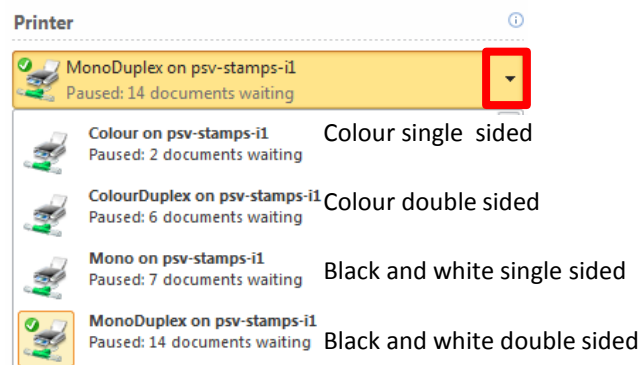 Printer
MonoDuplex on psv-stamps-i1
Paused: 14 documents waiting
Colour on psv-stamps-i1
Paused: 2 documents waiting
Colour single sided
ColourDuplex on psv-stamps-i1
Paused: 6 documents waiting
Colour double sided
Mono on psv-stamps-i1
Paused: 7 documents waiting
Black and white single sided
MonoDuplex on psv-stamps-i1
Paused: 14 documents waiting
Black and white double sided